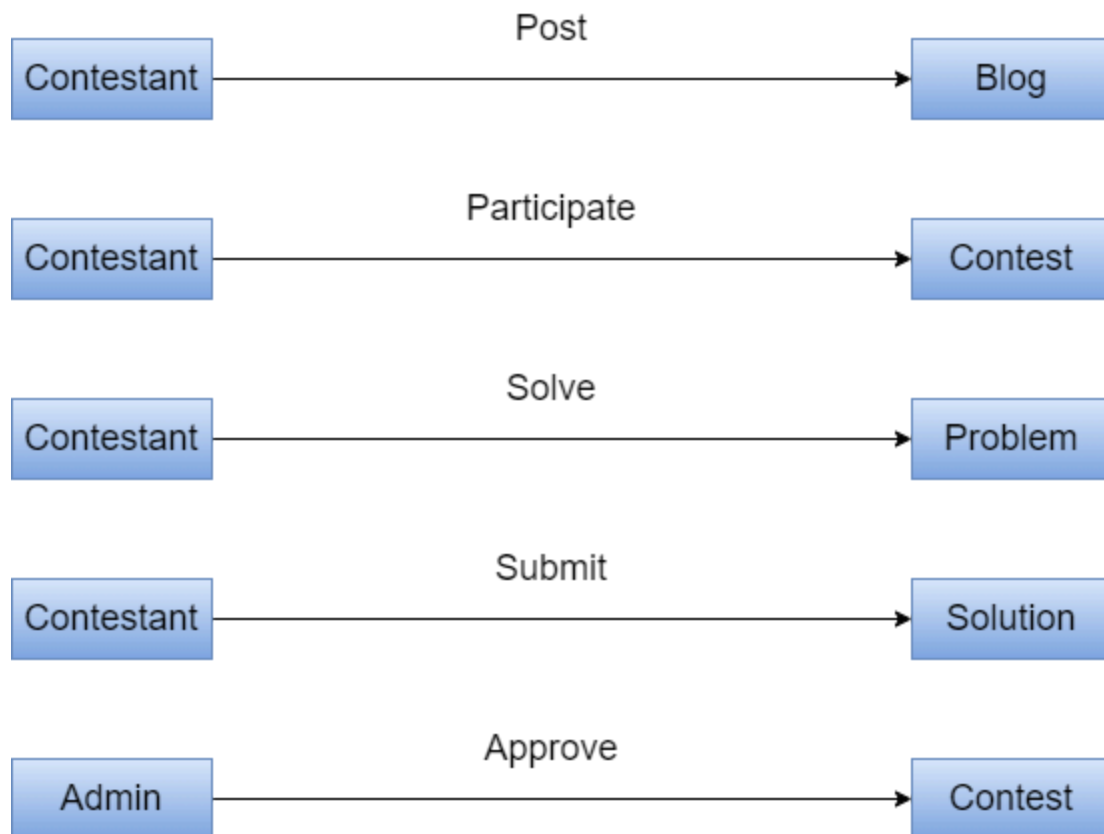 Post
Contestant Blog
Participate
Contestant Contest
Solve
Contestant Problem
Submit
Contestant Solution
Approve
Admin Contest